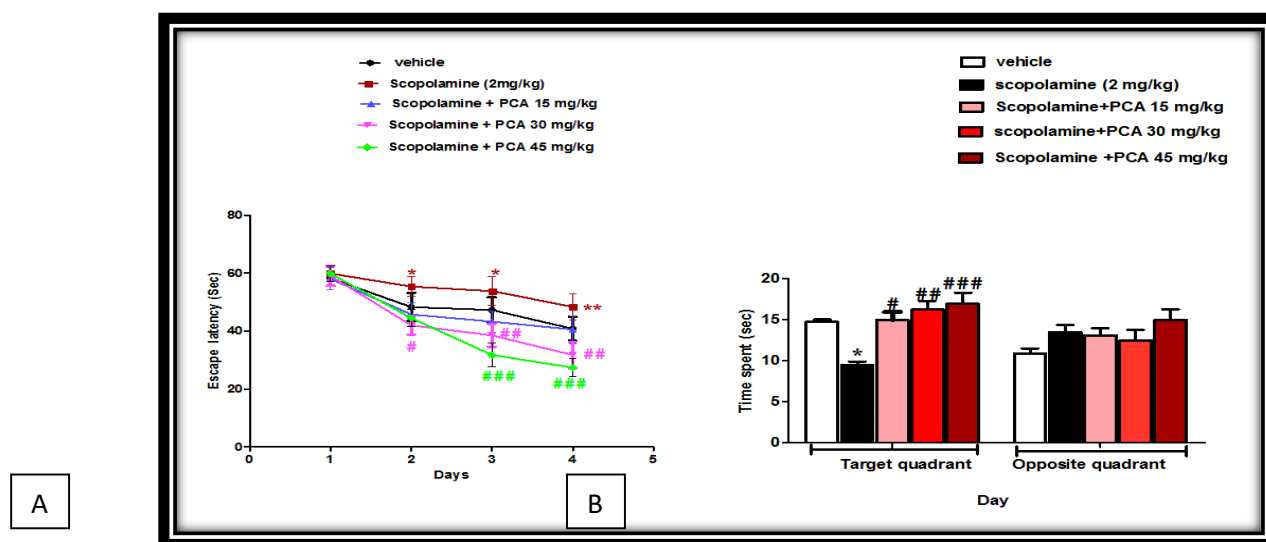 vehicle
Scopolamine (2mg/kg)
Scopolamine + PCA 15 mg/kg
Scopolamine + PCA 30 mg/kg
Scopolamine + PCA 45 mg/kg
Escape latency (Sec)
80
60
40
20
0
*
*
**
#
##
##
###
###
0
1
2
3
4
5
Days
A
vehicle
scopolamine (2 mg/kg)
Scopolamine+PCA 15 mg/kg
scopolamine+PCA 30 mg/kg
Scopolamine +PCA 45 mg/kg
Time spent (sec)
20
15
10
5
0
*
#
##
###
Target quadrant
Opposite quadrant
Day
B